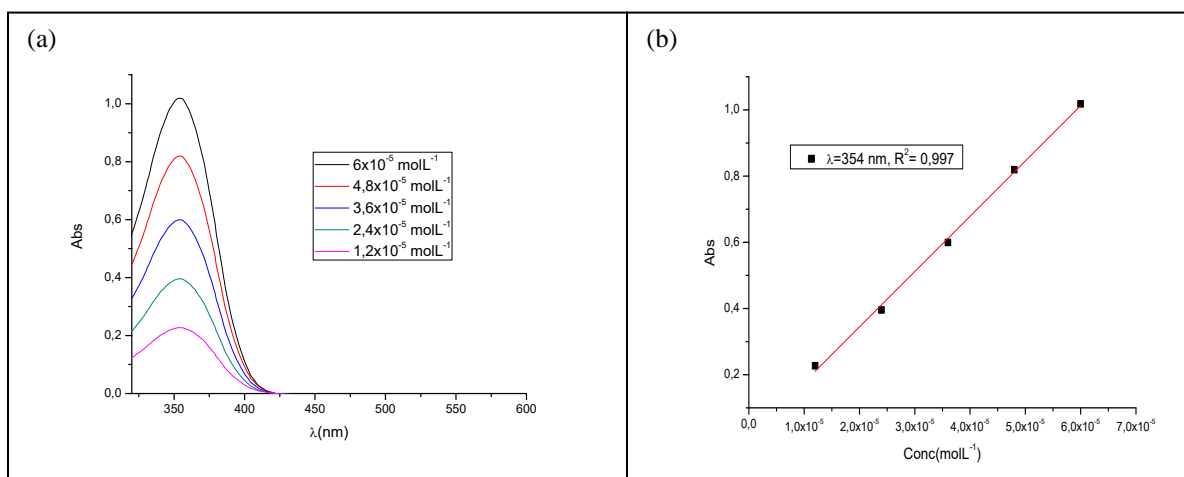 (a)
1,0
0,8
0,6
0,4
0,2
0,0
Abs
350
400
450
500
550
600
λ(nm)
6x10⁻⁵ molL⁻¹
4,8x10⁻⁵ molL⁻¹
3,6x10⁻⁵ molL⁻¹
2,4x10⁻⁵ molL⁻¹
1,2x10⁻⁵ molL⁻¹
(b)
1,0
0,8
0,6
0,4
0,2
Abs
λ=354 nm, R²= 0,997
0,0
1,0x10⁻⁵
2,0x10⁻⁵
3,0x10⁻⁵
4,0x10⁻⁵
5,0x10⁻⁵
6,0x10⁻⁵
7,0x10⁻⁵
Conc(molL⁻¹)